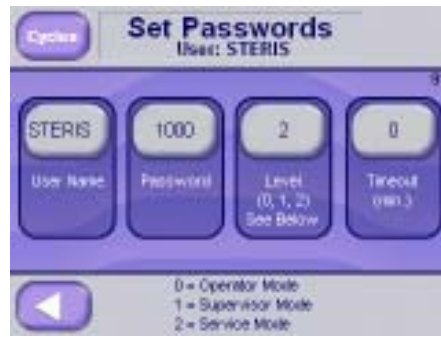 Cycles
Set Passwords
User: STERIS
STERIS
1000
2
0
User Name
Password
Level
(0, 1, 2)
See Below
Timeout
(min.)
0 = Operator Mode
1 = Supervisor Mode
2 = Service Mode